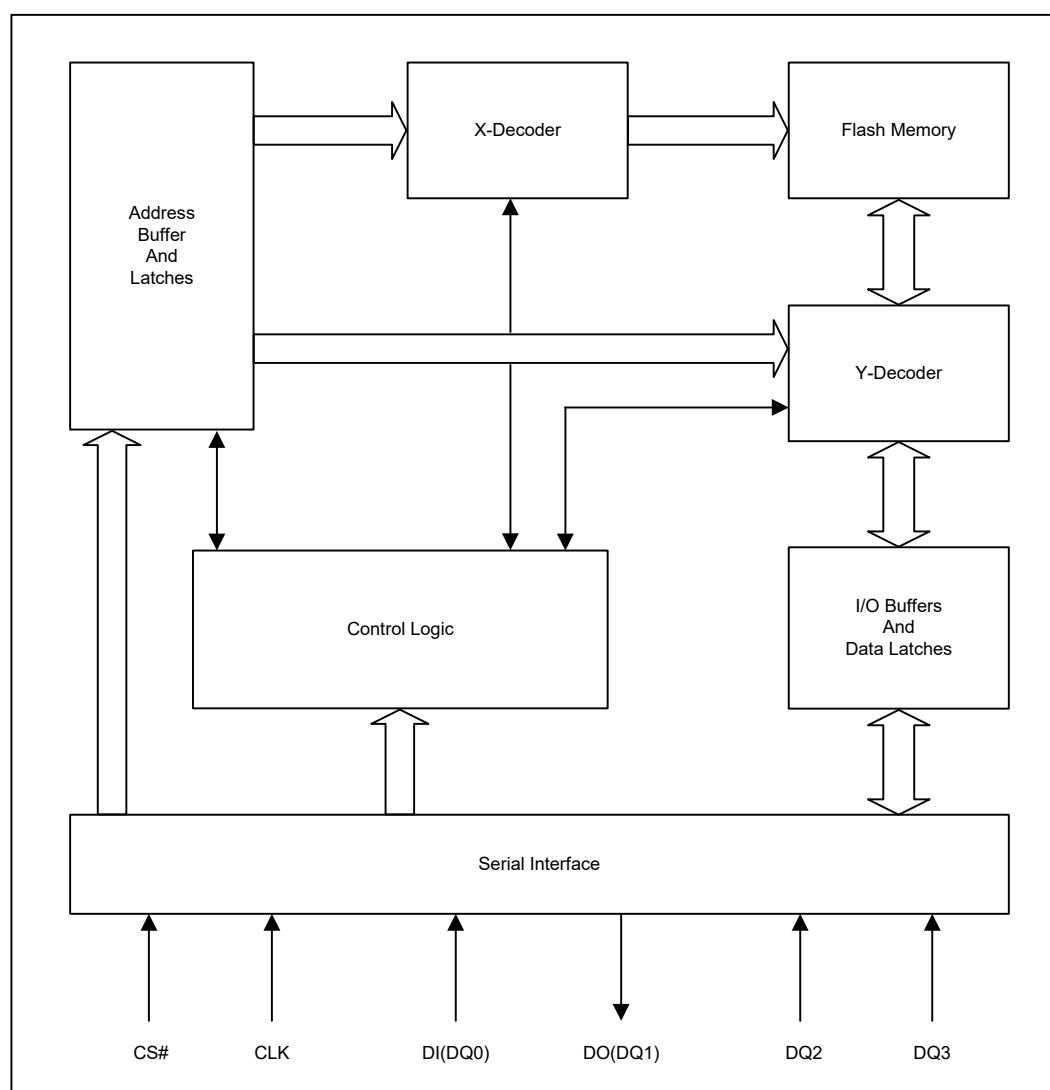 Address
Buffer
And
Latches
X-Decoder
Flash Memory
Y-Decoder
Control Logic
I/O Buffers
And
Data Latches
Serial Interface
CS#
CLK
DI(DQ0)
DO(DQ1)
DQ2
DQ3